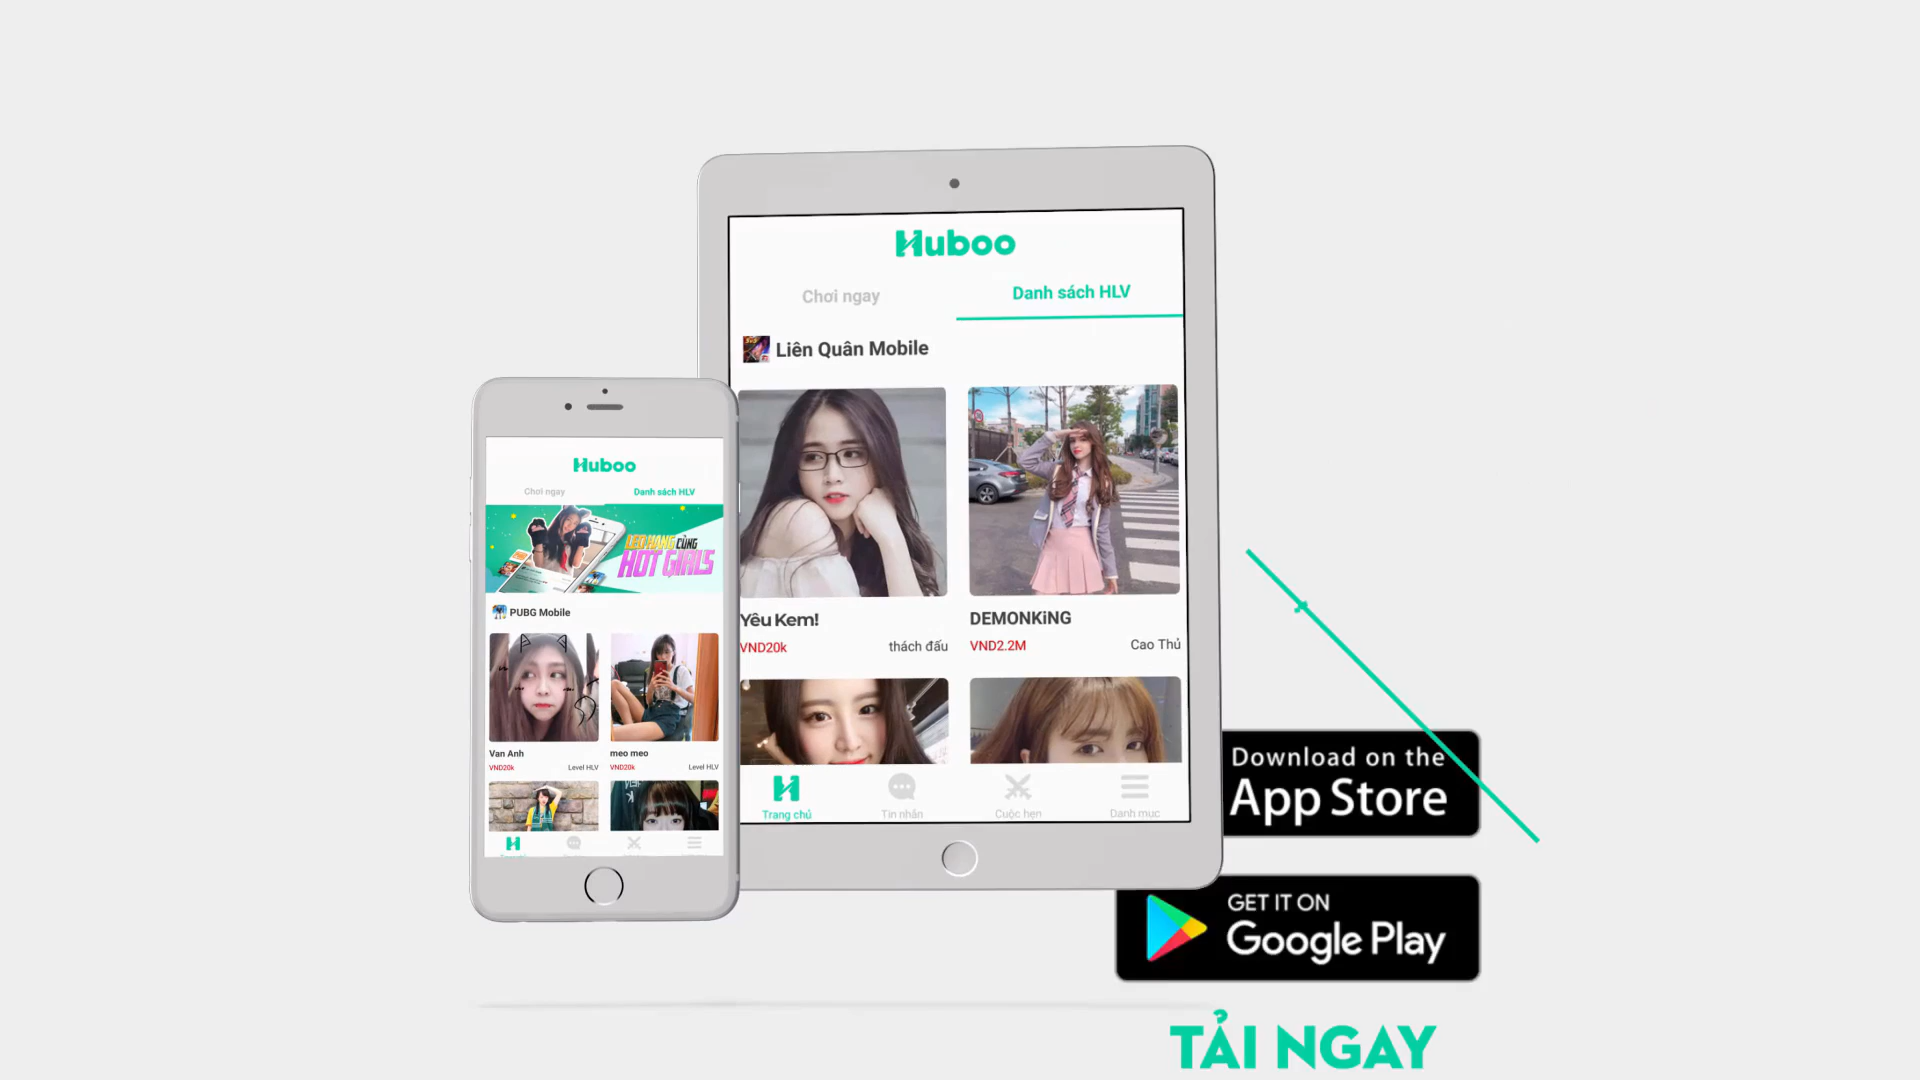 Huboo
Chơi ngay
Danh sách HLV
Liên Quân Mobile
Yêu Kem!
VND20k
thách đấu
DEMONKiNG
VND2.2M
Cao Thủ
Trang chủ
Tin nhắn
Cuộc hẹn
Danh mục
Huboo
Chơi ngay
Danh sách HLV
LEO HẠNG CÙNG
HOT GIRLS
PUBG Mobile
Van Anh
VND20k
Level HLV
meo meo
VND20k
Level HLV
Download on the
App Store
GET IT ON
Google Play
TẢI NGAY